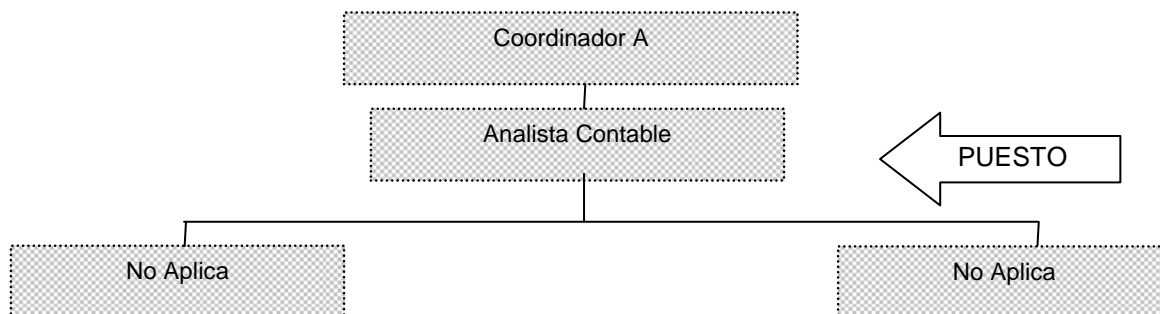 Coordinador A
Analista Contable
PUESTO
No Aplica
No Aplica